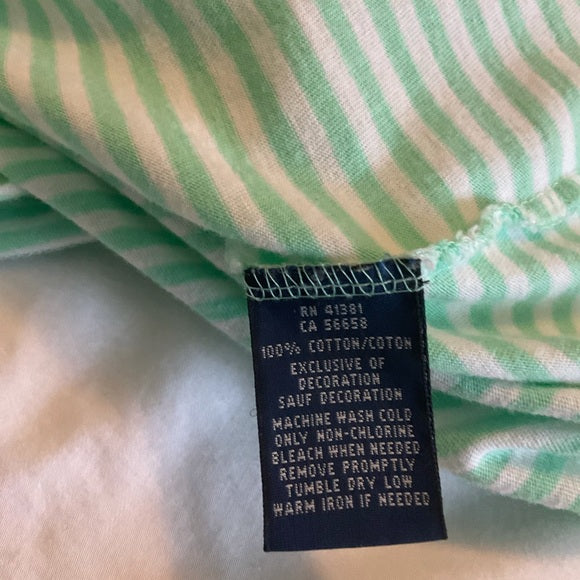 RN 41381
CA 56658
100% COTTON/COTON
EXCLUSIVE OF
DECORATION
SAUF DECORATION
MACHINE WASH COLD
ONLY NON-CHLORINE
BLEACH WHEN NEEDED
REMOVE PROMPTLY
TUMBLE DRY LOW
WARM IRON IF NEEDED